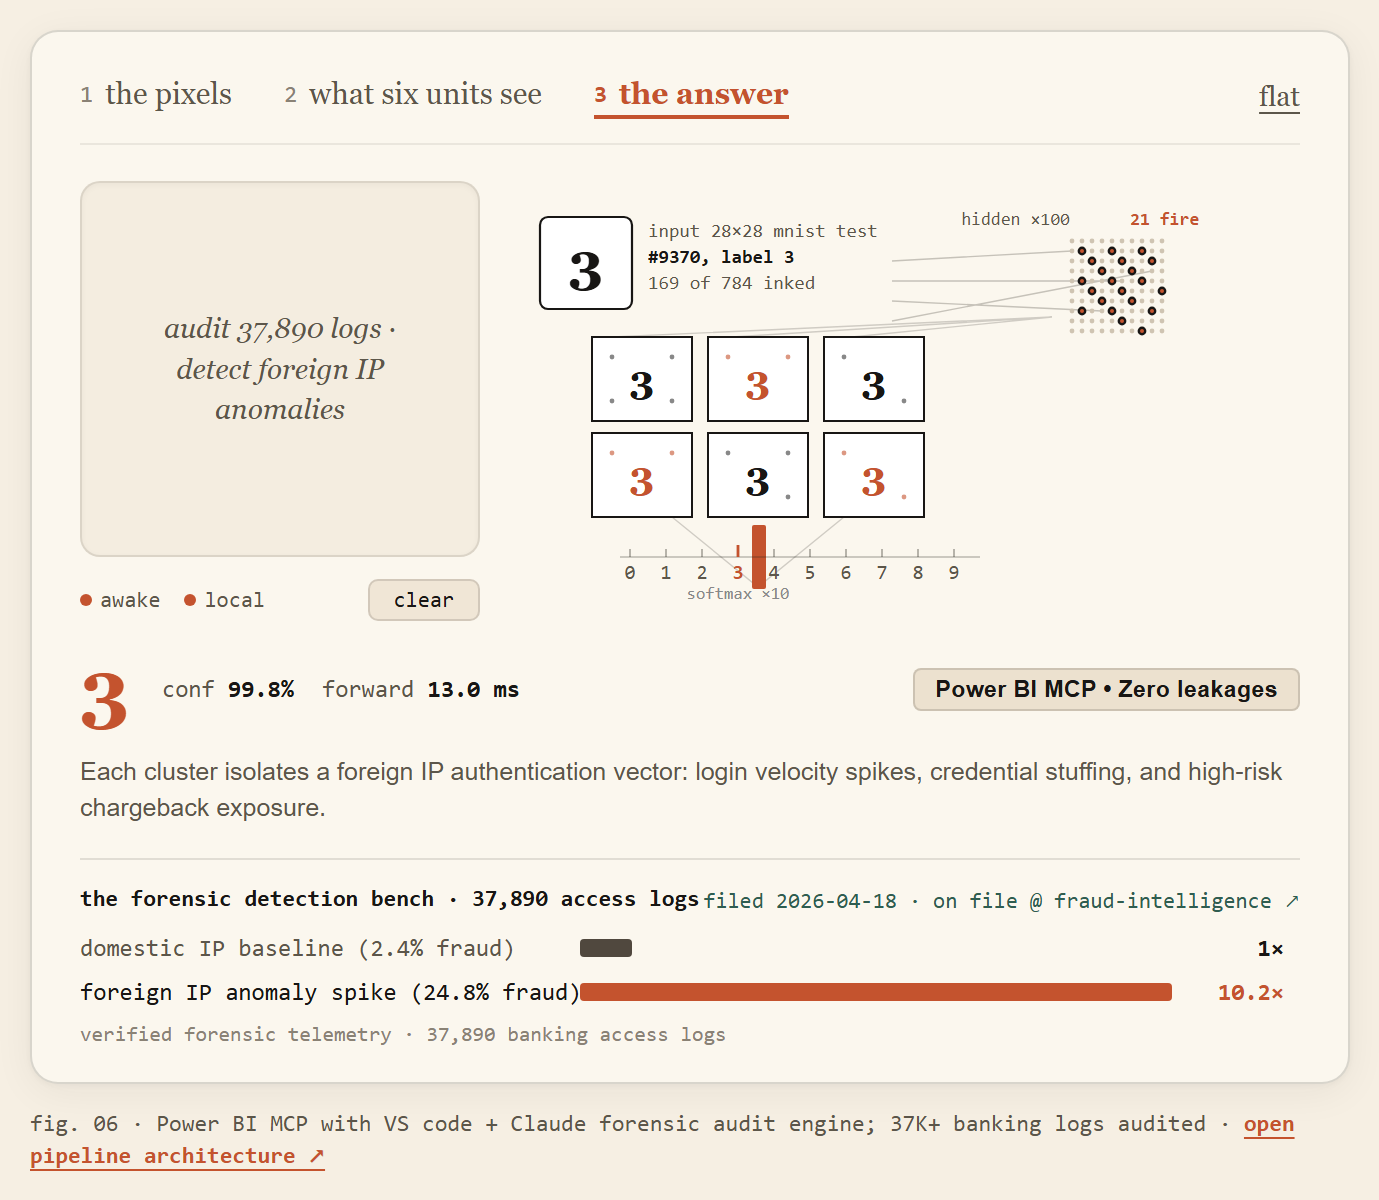 1 the pixels
2 what six units see
3 the answer
flat
audit 37,890 logs ·
detect foreign IP
anomalies
awake
local
clear
3
input 28×28 mnist test
#9370, label 3
169 of 784 inked
hidden ×100
21 fire
3 3 3
3 3 3
0 1 2 3 4 5 6 7 8 9
softmax ×10
3
conf 99.8% forward 13.0 ms
Power BI MCP • Zero leakages
Each cluster isolates a foreign IP authentication vector: login velocity spikes, credential stuffing, and high-risk
chargeback exposure.
the forensic detection bench · 37,890 access logs
filed 2026-04-18 · on file @ fraud-intelligence ↗
domestic IP baseline (2.4% fraud) 1×
foreign IP anomaly spike (24.8% fraud) 10.2×
verified forensic telemetry · 37,890 banking access logs
fig. 06 · Power BI MCP with VS code + Claude forensic audit engine; 37K+ banking logs audited · open
pipeline architecture ↗